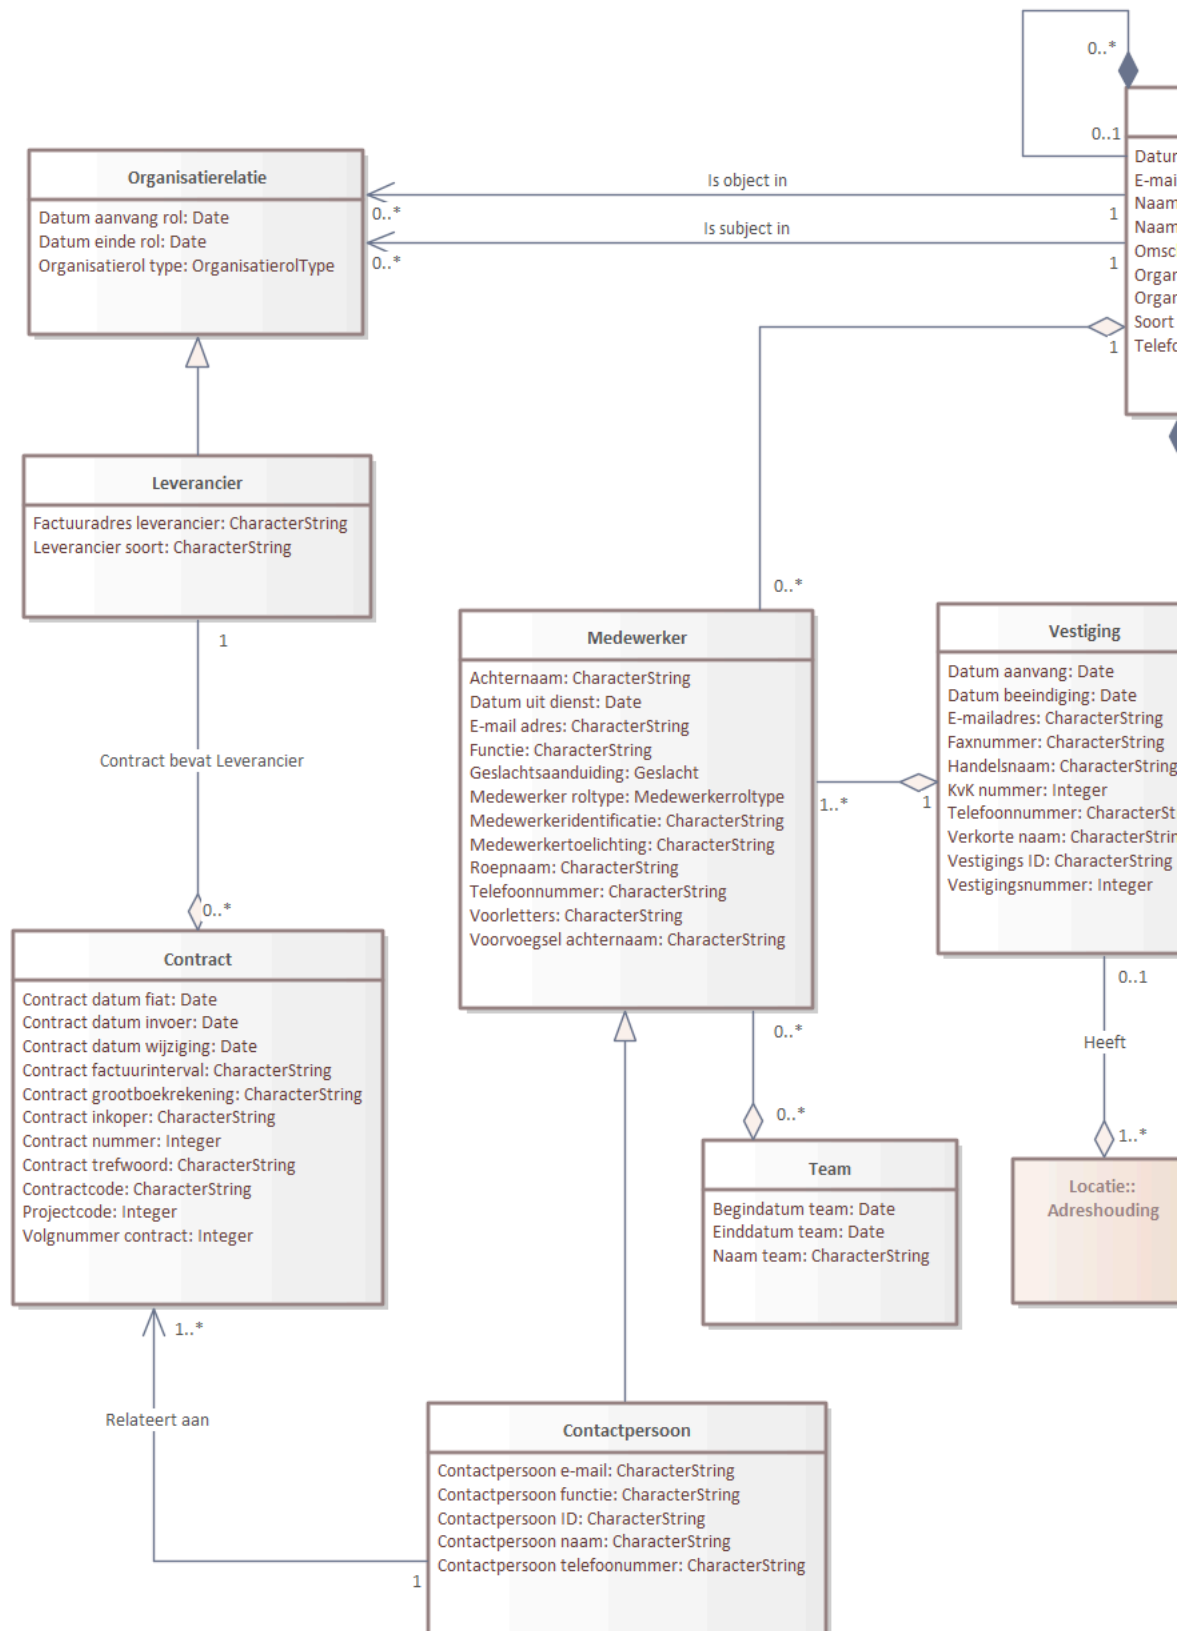 0..*
0..1
Organisatierelatie
Datum aanvang rol: Date
Datum einde rol: Date
Organisatierol type: OrganisatierolType
Is object in
0..*
1
Is subject in
0..*
1
E-mai
Naam
Naam
Soort
1
Leverancier
Factuuradres leverancier: CharacterString
Leverancier soort: CharacterString
1
Contract bevat Leverancier
0..*
0..*
Medewerker
Achternaam: CharacterString
Datum uit dienst: Date
E-mail adres: CharacterString
Functie: CharacterString
Geslachtsaanduiding: Geslacht
Medewerker roltype: Medewerkerroltype
Medewerkeridentificatie: CharacterString
Medewerkertoelichting: CharacterString
Roepnaam: CharacterString
Telefoonnummer: CharacterString
Voorletters: CharacterString
Voorvoegsel achternaam: CharacterString
1..*
1
Vestiging
Datum aanvang: Date
Datum beeindiging: Date
E-mailadres: CharacterString
Faxnummer: CharacterString
Handelsnaam: CharacterString
KvK nummer: Integer
Telefoonnummer: CharacterStr
Verkorte naam: CharacterStrin
Vestigings ID: CharacterString
Vestigingsnummer: Integer
0..1
Heeft
1..*
Locatie::
Adreshouding
Contract
Contract datum fiat: Date
Contract datum invoer: Date
Contract datum wijziging: Date
Contract factuurinterval: CharacterString
Contract grootboekrekening: CharacterString
Contract inkoper: CharacterString
Contract nummer: Integer
Contract trefwoord: CharacterString
Contractcode: CharacterString
Projectcode: Integer
Volgnummer contract: Integer
0..*
0..*
Team
Begindatum team: Date
Einddatum team: Date
Naam team: CharacterString
1..*
Relateert aan
1
Contactpersoon
Contactpersoon e-mail: CharacterString
Contactpersoon functie: CharacterString
Contactpersoon ID: CharacterString
Contactpersoon naam: CharacterString
Contactpersoon telefoonummer: CharacterString